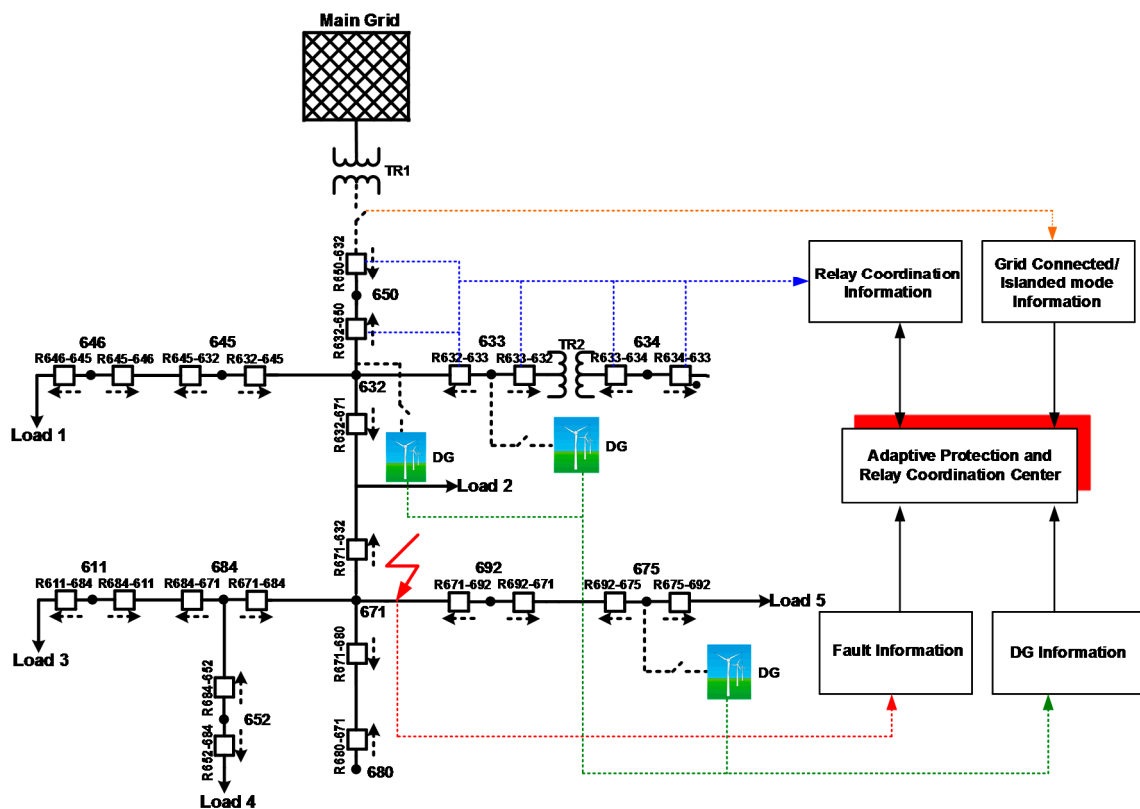 Main Grid
TR1
R650-632
650
R632-650
Relay Coordination
Information
Grid Connected/
Islanded mode
Information
646
645
633
TR2
634
R646-645
R645-646
R645-632
R632-645
R632-633
R633-632
R633-634
R634-633
632
Load 1
R632-671
DG
DG
Adaptive Protection and
Relay Coordination Center
Load 2
R671-632
611
684
692
675
R611-684
R684-611
R684-671
R671-684
R671-692
R692-671
R692-675
R675-692
671
Load 5
Load 3
R671-680
DG
Fault Information
DG Information
R684-652
652
R652-684
R680-671
680
Load 4